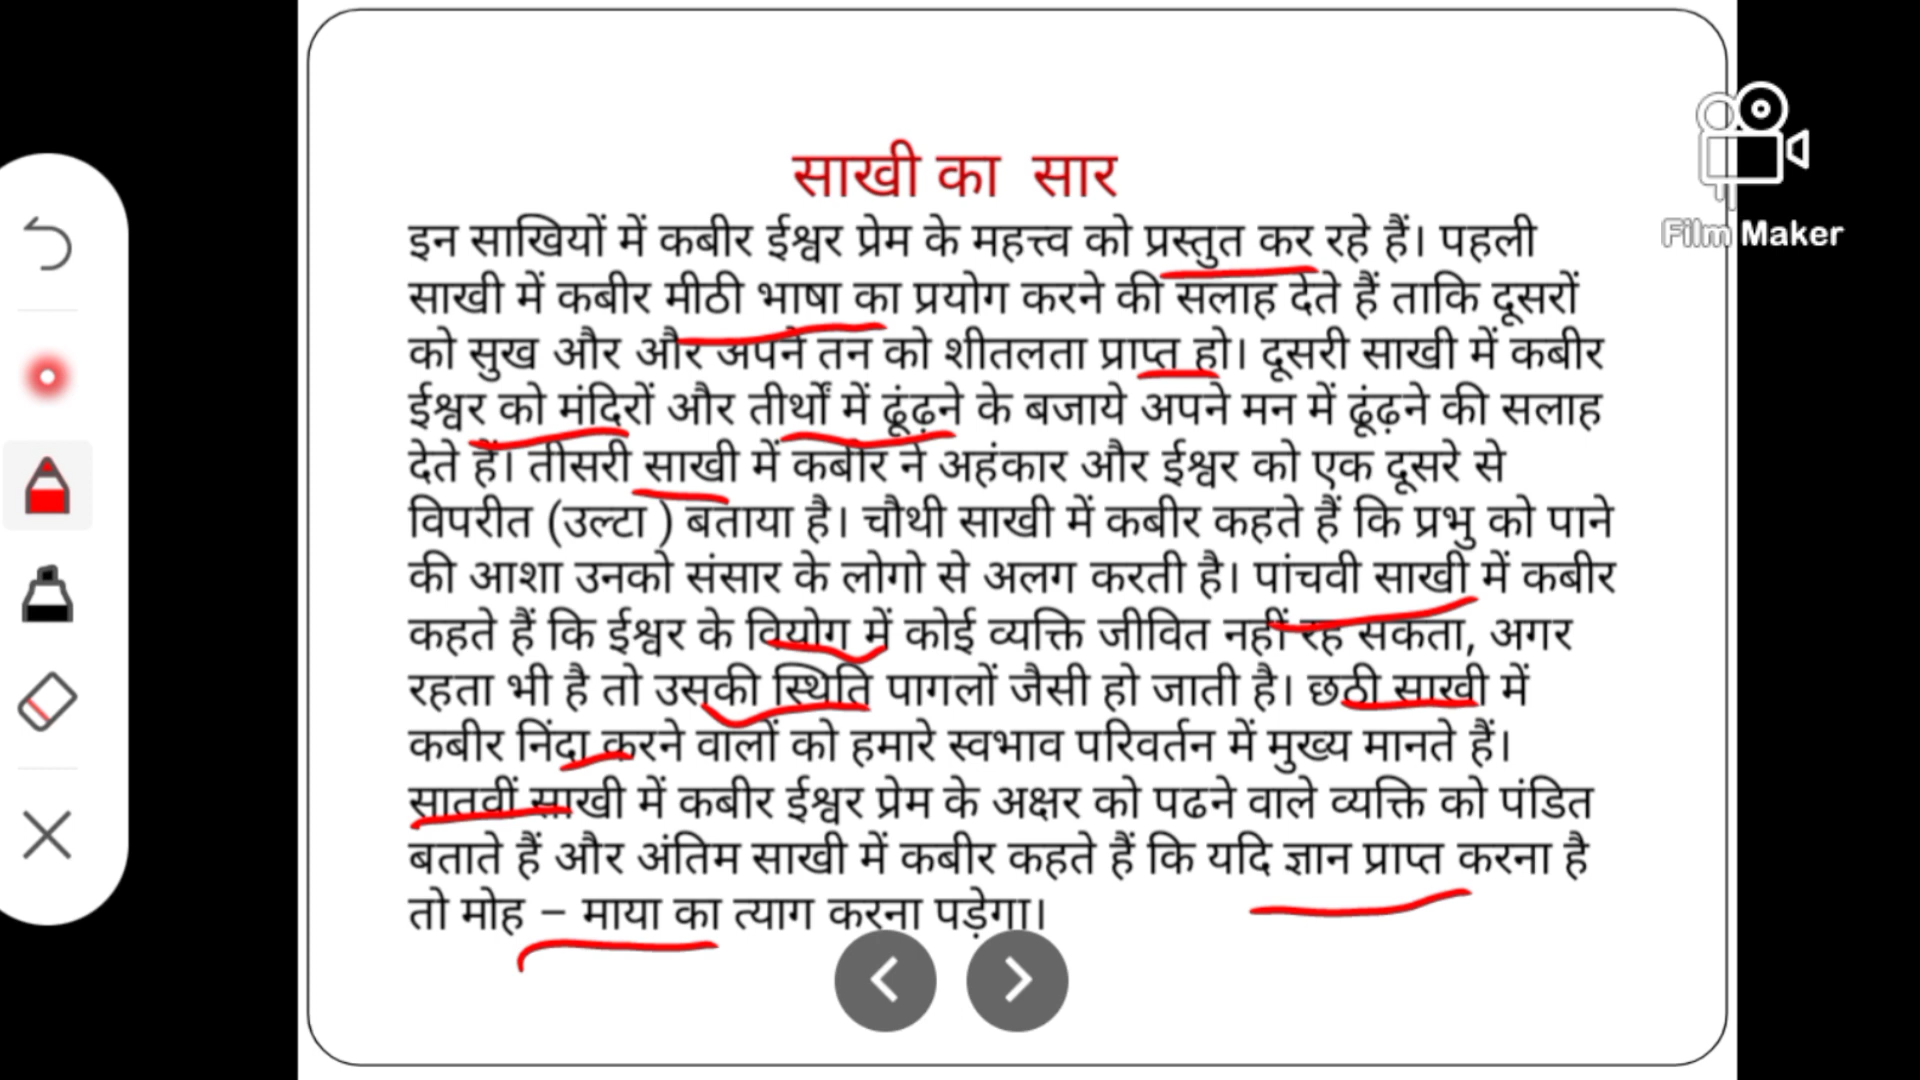 साखी का सार
इन साखियों में कबीर ईश्वर प्रेम के महत्त्व को प्रस्तुत कर रहे हैं। पहली
साखी में कबीर मीठी भाषा का प्रयोग करने की सलाह देते हैं ताकि दूसरों
को सुख और और अपने तन को शीतलता प्राप्त हो। दूसरी साखी में कबीर
ईश्वर को मंदिरों और तीर्थों में ढूंढ़ने के बजाये अपने मन में ढूंढ़ने की सलाह
देते हैं। तीसरी साखी में कबीर ने अहंकार और ईश्वर को एक दूसरे से
विपरीत (उल्टा ) बताया है। चौथी साखी में कबीर कहते हैं कि प्रभु को पाने
की आशा उनको संसार के लोगो से अलग करती है। पांचवी साखी में कबीर
कहते हैं कि ईश्वर के वियोग में कोई व्यक्ति जीवित नहीं रह सकता, अगर
रहता भी है तो उसकी स्थिति पागलों जैसी हो जाती है। छठी साखी में
कबीर निंदा करने वालों को हमारे स्वभाव परिवर्तन में मुख्य मानते हैं।
सातवीं साखी में कबीर ईश्वर प्रेम के अक्षर को पढने वाले व्यक्ति को पंडित
बताते हैं और अंतिम साखी में कबीर कहते हैं कि यदि ज्ञान प्राप्त करना है
तो मोह – माया का त्याग करना पड़ेगा।
Film Maker